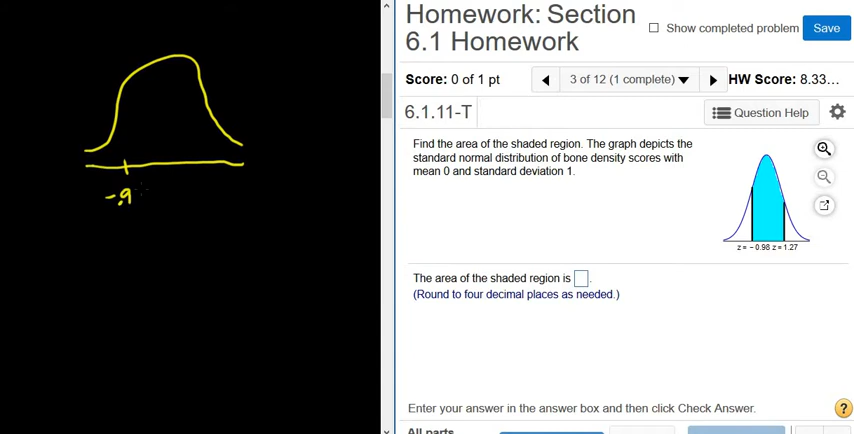 Homework: Section
6.1 Homework
Show completed problem
Save
Score: 0 of 1 pt
3 of 12 (1 complete)
HW Score: 8.33...
6.1.11-T
Question Help
Find the area of the shaded region. The graph depicts the
standard normal distribution of bone density scores with
mean 0 and standard deviation 1.
z = − 0.98 z = 1.27
-.9
The area of the shaded region is .
(Round to four decimal places as needed.)
Enter your answer in the answer box and then click Check Answer.
?
All parts